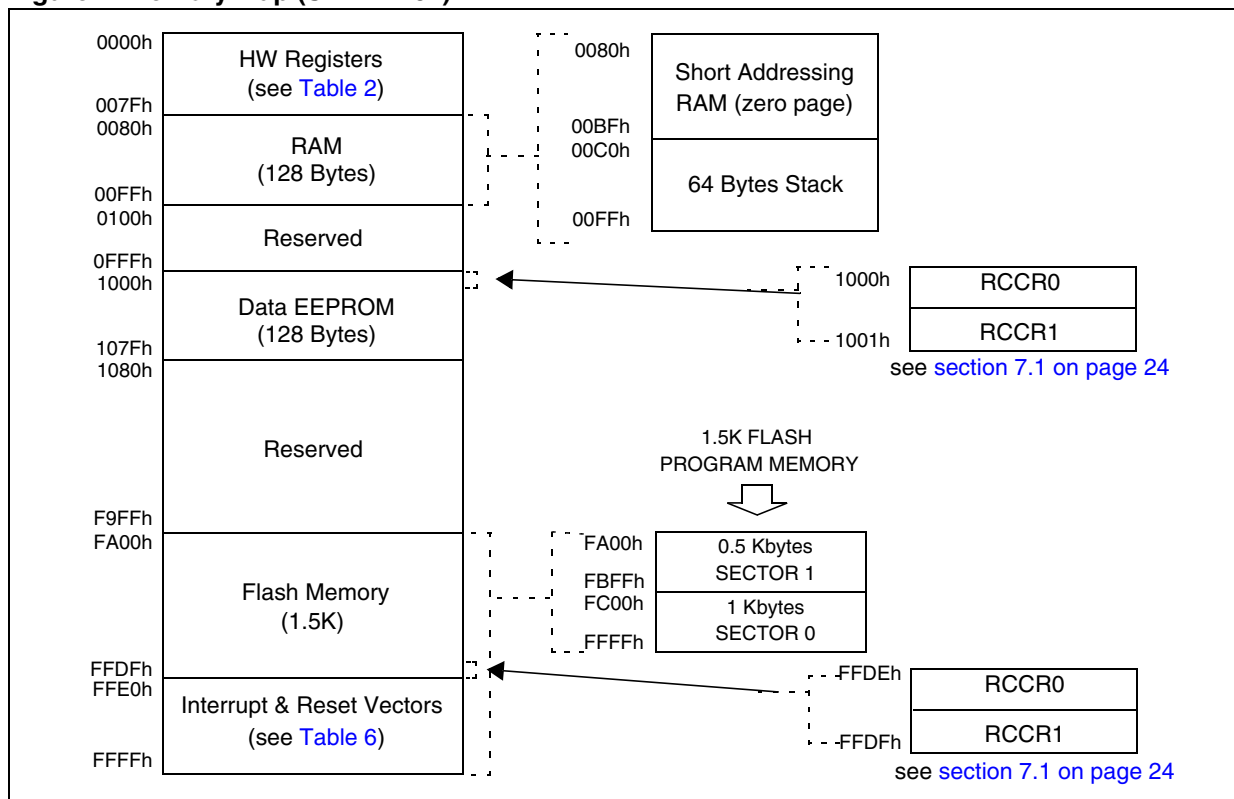 0000h
HW Registers
(see Table 2)
007Fh
0080h
RAM
(128 Bytes)
00FFh
0100h
Reserved
0FFFh
1000h
Data EEPROM
(128 Bytes)
107Fh
1080h
Reserved
F9FFh
FA00h
Flash Memory
(1.5K)
FFDFh
FFE0h
Interrupt & Reset Vectors
(see Table 6)
FFFFh
0080h
Short Addressing
RAM (zero page)
00BFh
00C0h
64 Bytes Stack
00FFh
1000h
RCCR0
RCCR1
1001h
see section 7.1 on page 24
1.5K FLASH
PROGRAM MEMORY
FA00h
0.5 Kbytes
SECTOR 1
FBFFh
FC00h
1 Kbytes
SECTOR 0
FFFFh
FFDEh
RCCR0
RCCR1
FFDFh
see section 7.1 on page 24